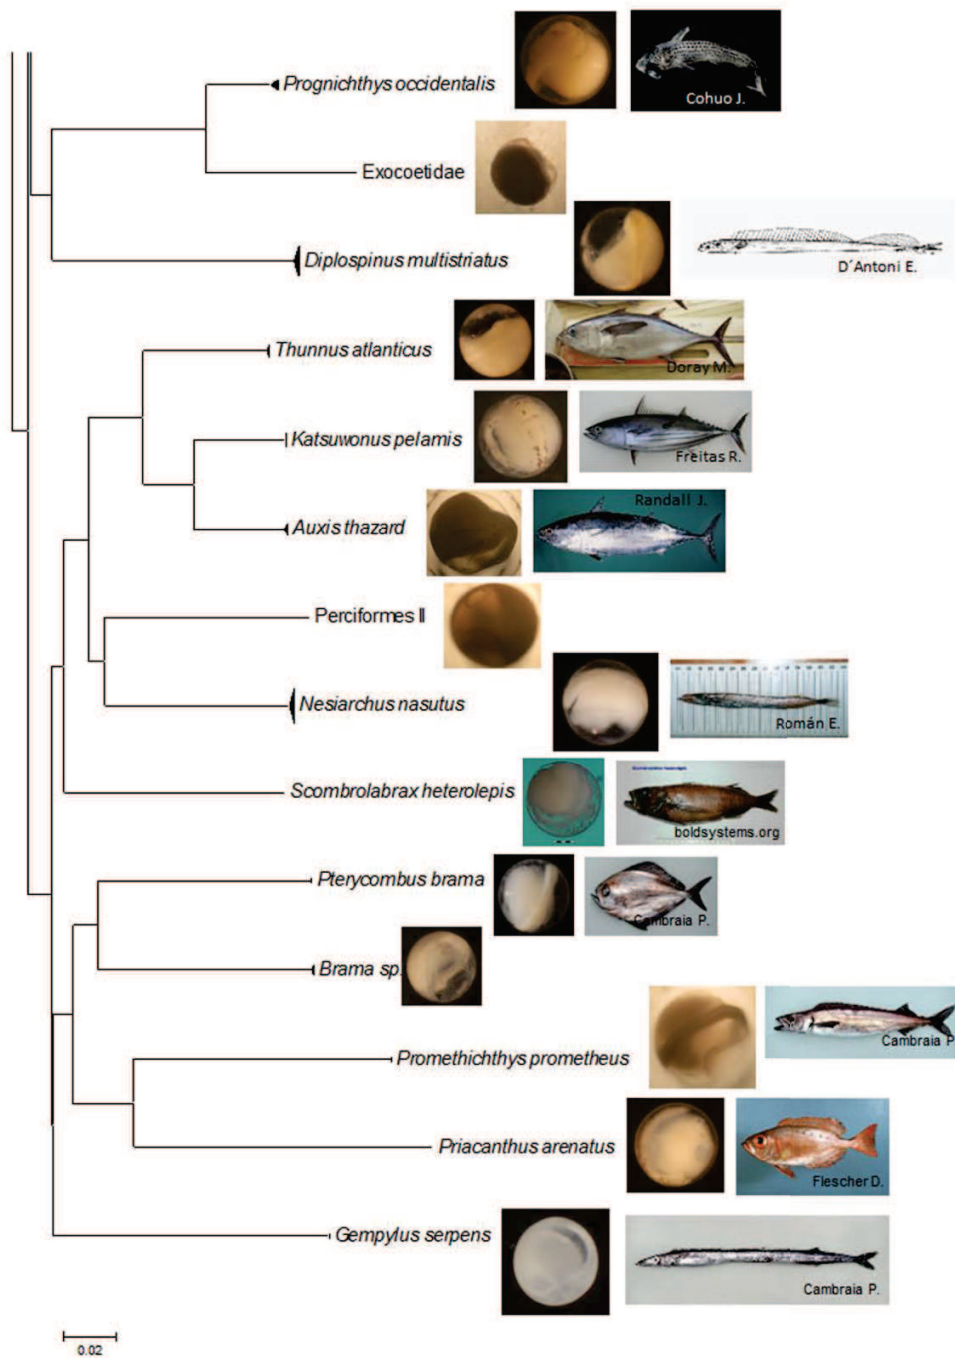 Prognichthys occidentalis
Cohuo J.
Exocoetidae
Diplospinus multistriatus
D´Antoni E.
Thunnus atlanticus
Doray M.
Katsuwonus pelamis
Freitas R.
Auxis thazard
Randall J.
Perciformes II
Nesiarchus nasutus
Román E.
Scombrolabrax heterolepis
boldsystems.org
Pterycombus brama
Cambraia P.
Brama sp.
Promethichthys prometheus
Cambraia P
Priacanthus arenatus
Flescher D.
Gempylus serpens
Cambraia P.
0.02